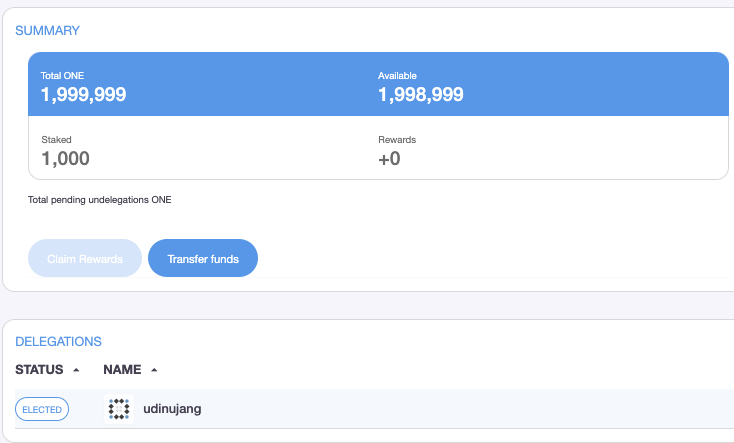 SUMMARY
Total ONE
Available
1,999,999
1,998,999
Staked
Rewards
1,000
+0
Total pending undelegations ONE
Claim Rewards
Transfer funds
DELEGATIONS
STATUS
NAME
ELECTED
udinujang